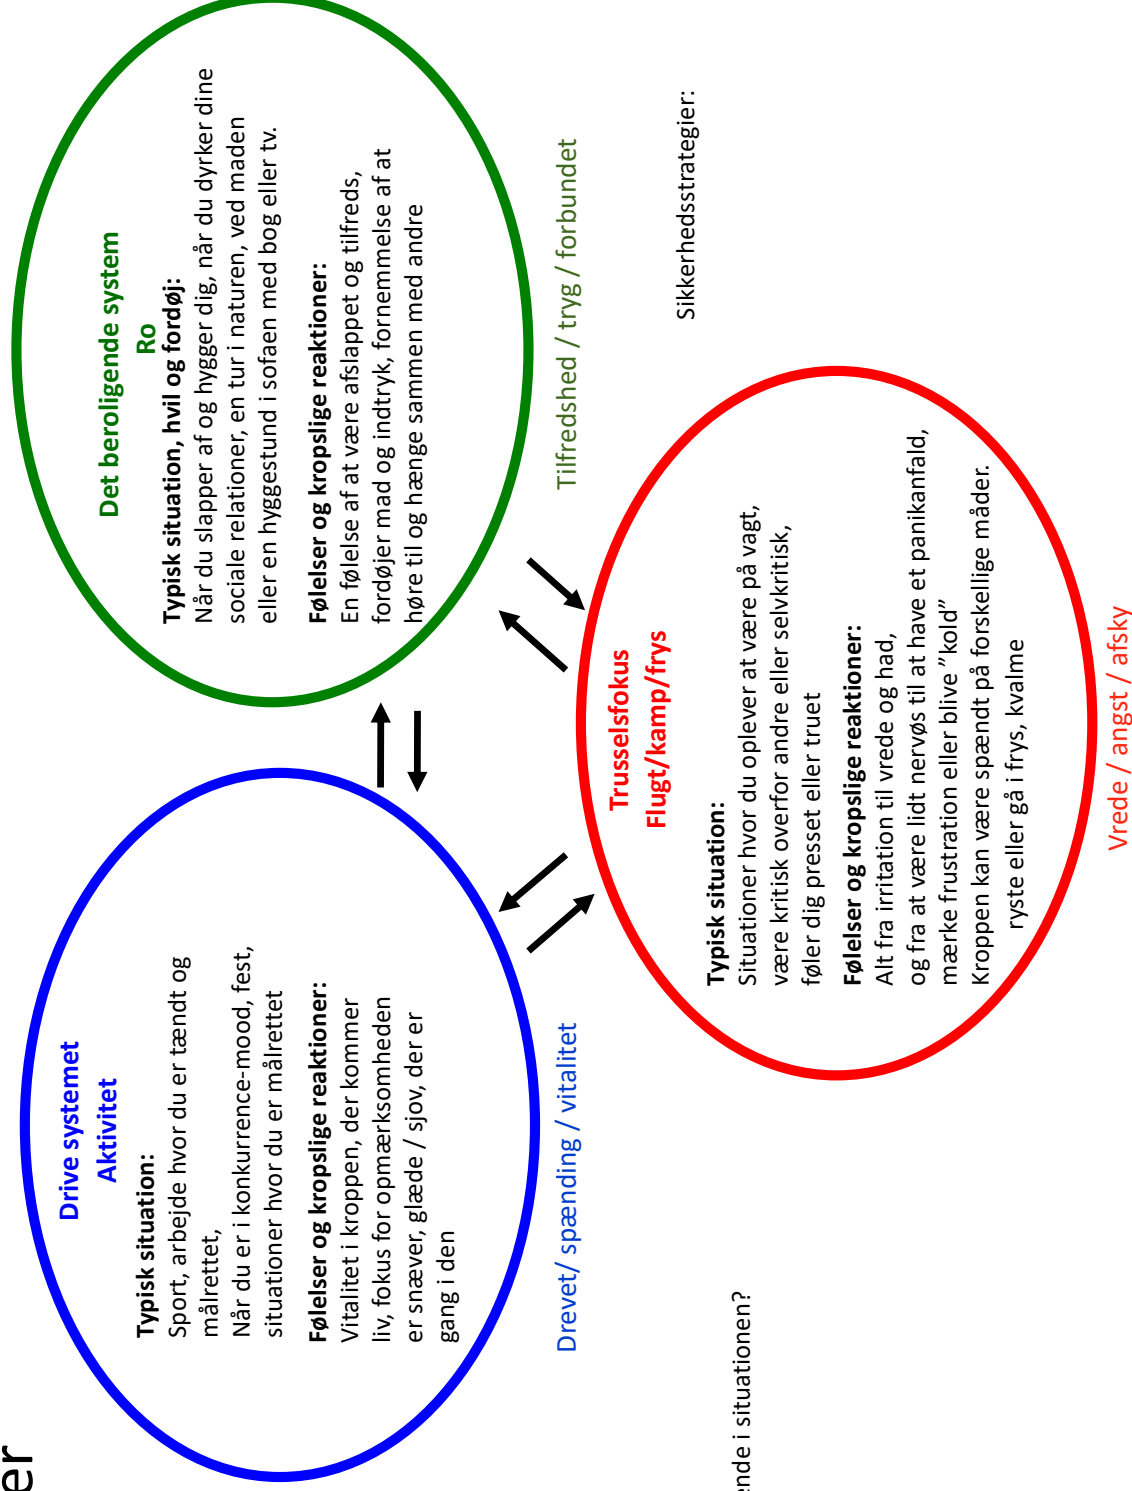 er
Drive systemet
Aktivitet
Typisk situation:
Sport, arbejde hvor du er tændt og
målrettet,
Når du er i konkurrence-mood, fest,
situationer hvor du er målrettet
Følelser og kropslige reaktioner:
Vitalitet i kroppen, der kommer
liv, fokus for opmærksomheden
er snæver, glæde / sjov, der er
gang i den
Drevet/ spænding / vitalitet
Det beroligende system
Ro
Typisk situation, hvil og fordøj:
Når du slapper af og hygger dig, når du dyrker dine
sociale relationer, en tur i naturen, ved maden
eller en hyggestund i sofaen med bog eller tv.
Følelser og kropslige reaktioner:
En følelse af at være afslappet og tilfreds,
fordøjer mad og indtryk, fornemmelse af at
høre til og hænge sammen med andre
Tilfredshed / tryg / forbundet
Trusselsfokus
Flugt/kamp/frys
Typisk situation:
Situationer hvor du oplever at være på vagt,
være kritisk overfor andre eller selvkritisk,
føler dig presset eller truet
Følelser og kropslige reaktioner:
Alt fra irritation til vrede og had,
og fra at være lidt nervøs til at have et panikanfald,
mærke frustration eller blive ”kold”
Kroppen kan være spændt på forskellige måder.
ryste eller gå i frys, kvalme
Vrede / angst / afsky
Sikkerhedsstrategier:
ende i situationen?